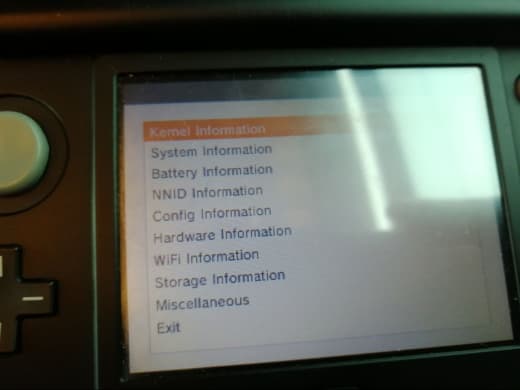 Kernel Information
System Information
Battery Information
NNID Information
Config Information
Hardware Information
WiFi Information
Storage Information
Miscellaneous
Exit